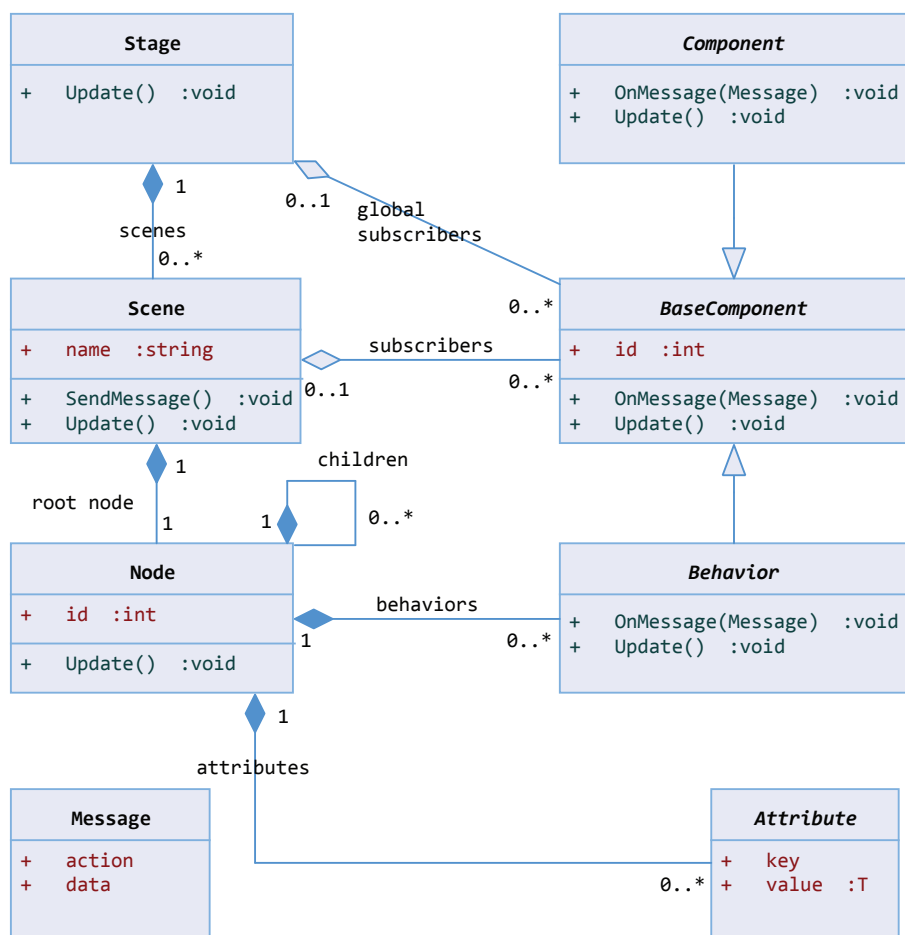 Stage
+ Update() :void
Component
+ OnMessage(Message) :void
+ Update() :void
1
scenes
0..*
0..1
global
subscribers
0..*
Scene
+ name :string
+ SendMessage() :void
+ Update() :void
subscribers
0..1
0..*
BaseComponent
+ id :int
+ OnMessage(Message) :void
+ Update() :void
1
root node
1
children
1
0..*
Node
+ id :int
+ Update() :void
behaviors
1
0..*
Behavior
+ OnMessage(Message) :void
+ Update() :void
1
attributes
0..*
Message
+ action
+ data
Attribute
+ key
+ value :T